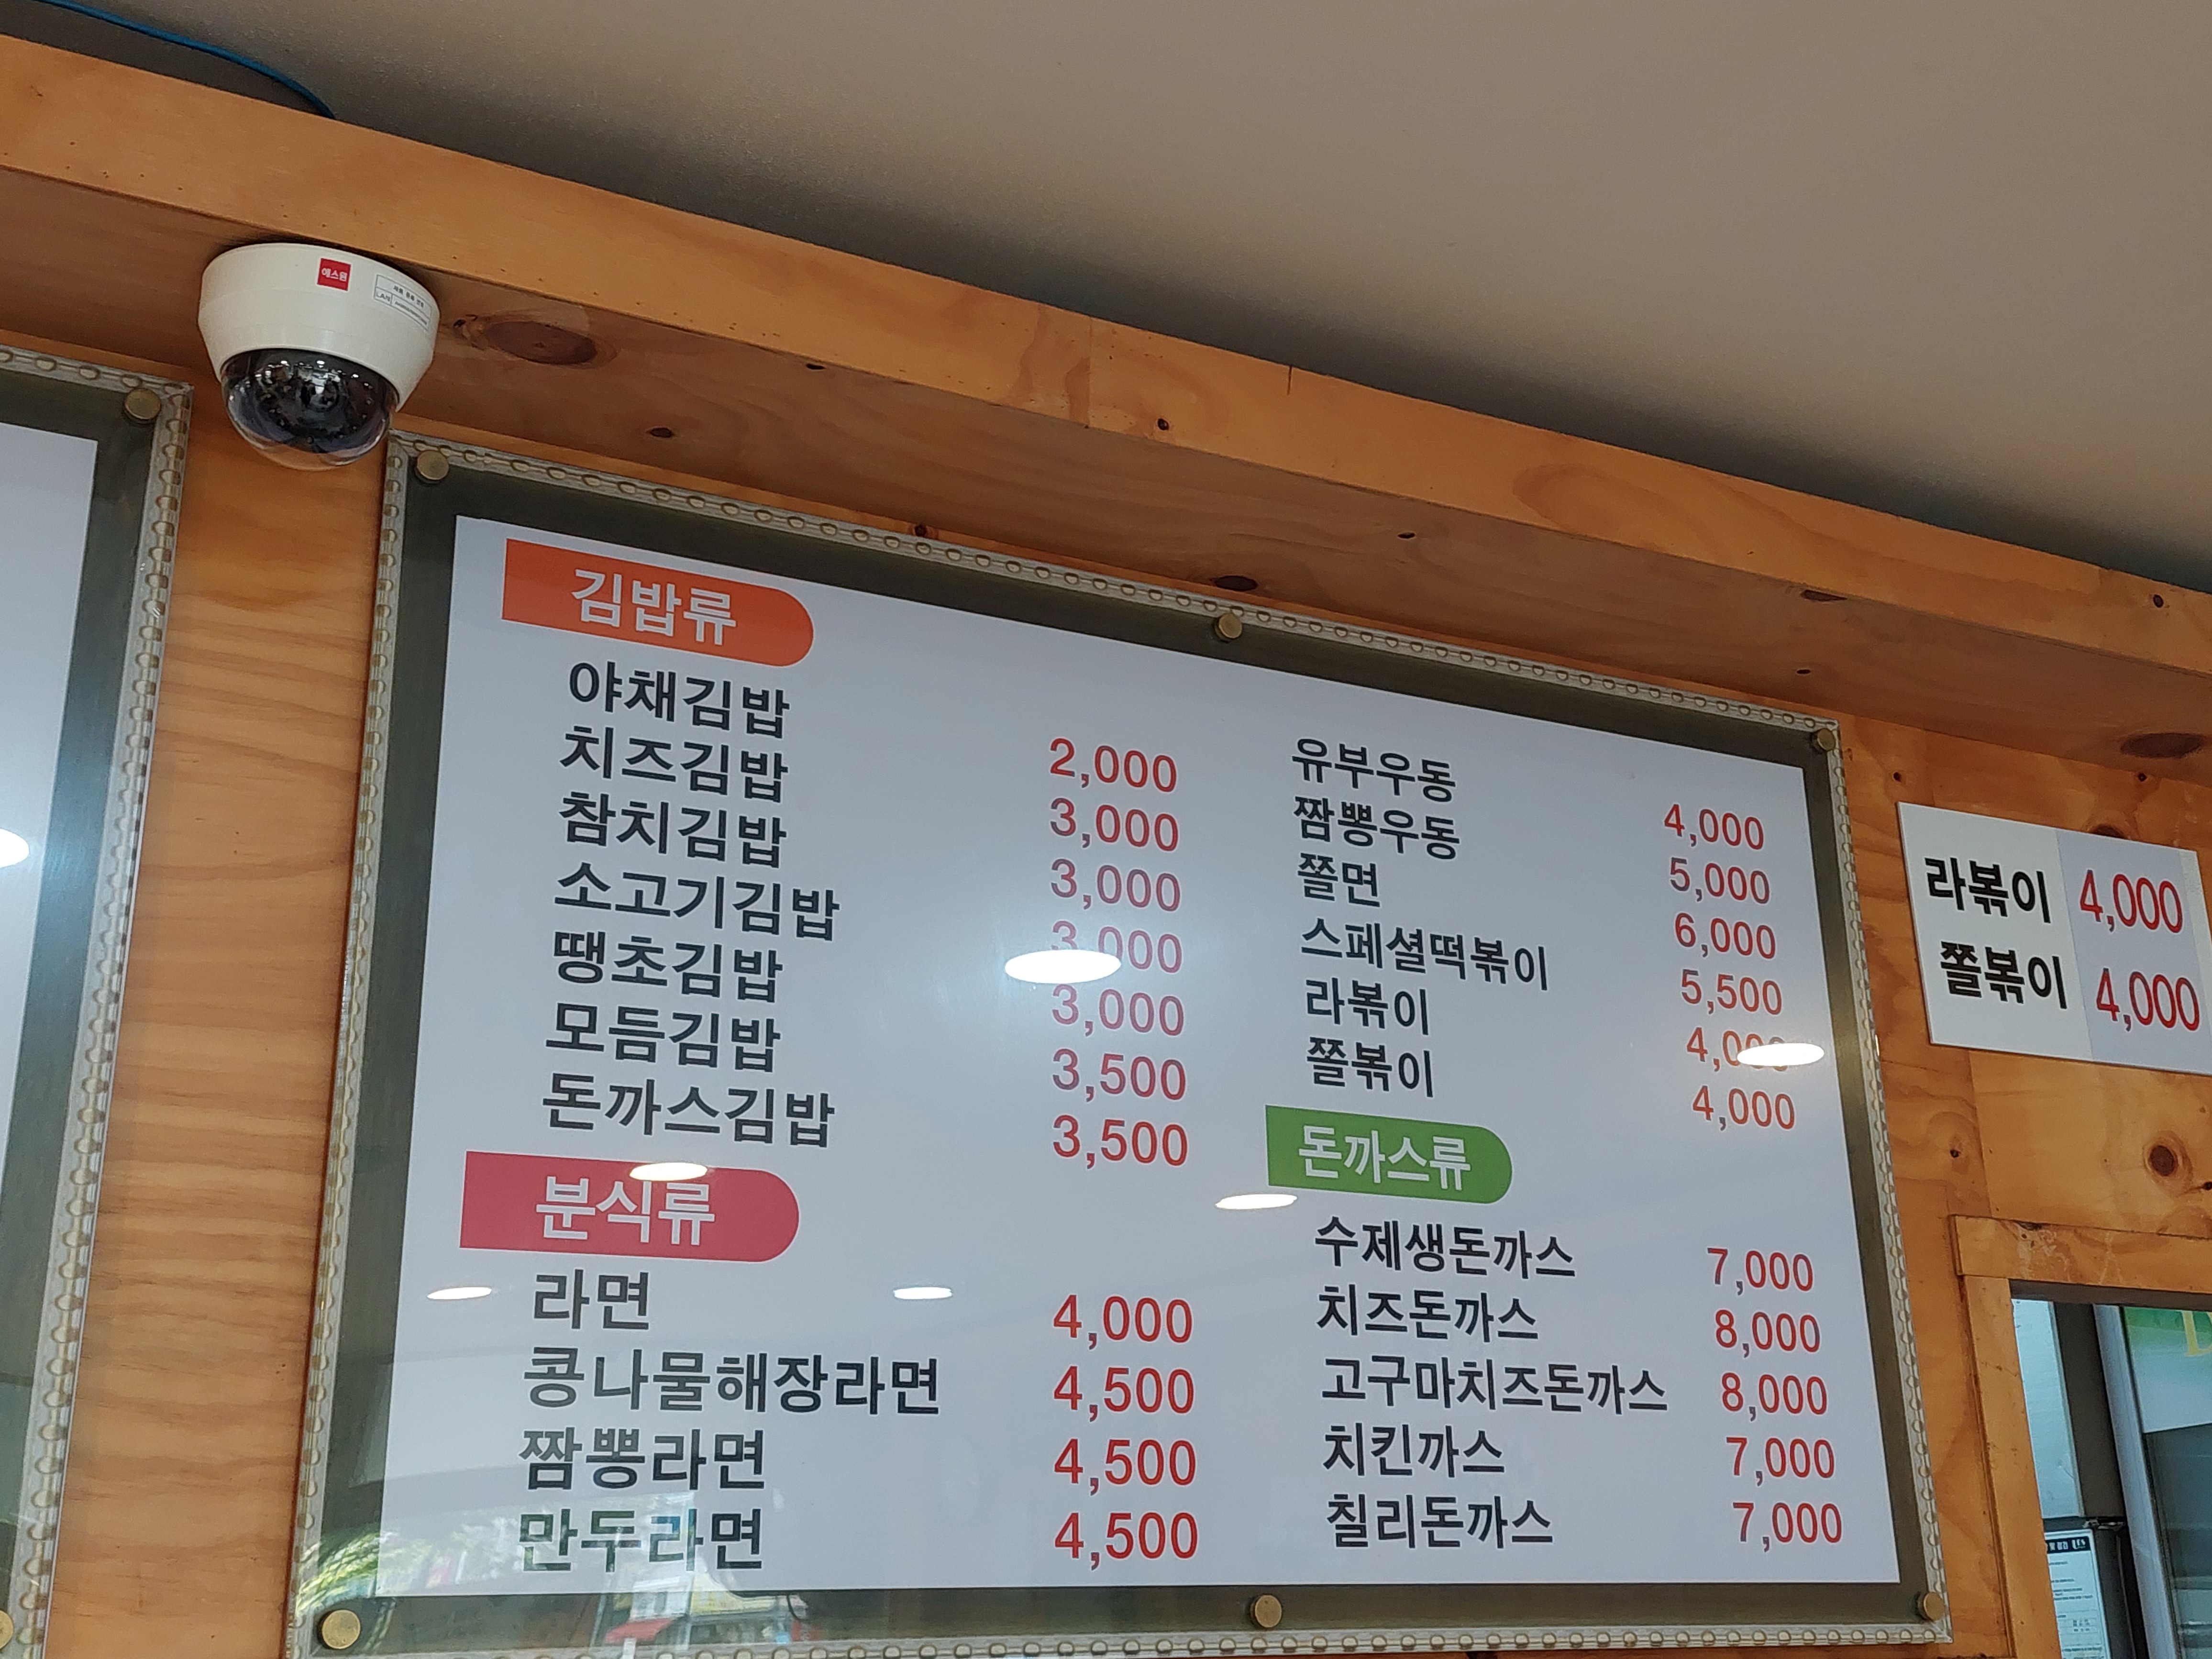 에스원
김밥류
야채김밥 2,000
치즈김밥 3,000
참치김밥 3,000
소고기김밥 3,000
땡초김밥 3,000
모듬김밥 3,500
돈까스김밥 3,500
분식류
라면 4,000
콩나물해장라면 4,500
짬뽕라면 4,500
만두라면 4,500
유부우동 4,000
짬뽕우동 5,000
쫄면 6,000
스페셜떡볶이 5,500
라볶이 4,000
쫄볶이 4,000
돈까스류
수제생돈까스 7,000
치즈돈까스 8,000
고구마치즈돈까스 8,000
치킨까스 7,000
칠리돈까스 7,000
라볶이 4,000
쫄볶이 4,000